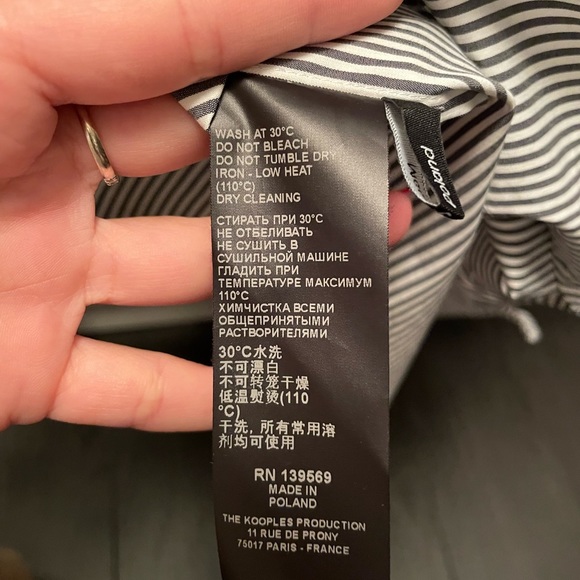 WASH AT 30°C
DO NOT BLEACH
DO NOT TUMBLE DRY
IRON - LOW HEAT
(110°C)
DRY CLEANING
СТИРАТЬ ПРИ 30°C
НЕ ОТБЕЛИВАТЬ
НЕ СУШИТЬ В
СУШИЛЬНОЙ МАШИНЕ
ГЛАДИТЬ ПРИ
ТЕМПЕРАТУРЕ МАКСИМУМ
110°C
ХИМЧИСТКА ВСЕМИ
ОБЩЕПРИНЯТЫМИ
РАСТВОРИТЕЛЯМИ
30°C水洗
不可漂白
不可转笼干燥
低温熨烫(110
°C)
干洗, 所有常用溶
剂均可使用
RN 139569
MADE IN
POLAND
THE KOOPLES PRODUCTION
11 RUE DE PRONY
75017 PARIS - FRANCE
poland